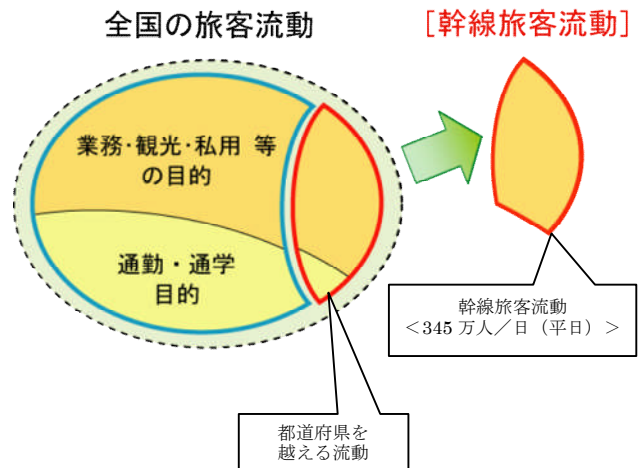 全国の旅客流動
[幹線旅客流動]
業務･観光･私用 等
の目的
通勤・通学
目的
幹線旅客流動
＜345 万人／日（平日）＞
都道府県を
越える流動